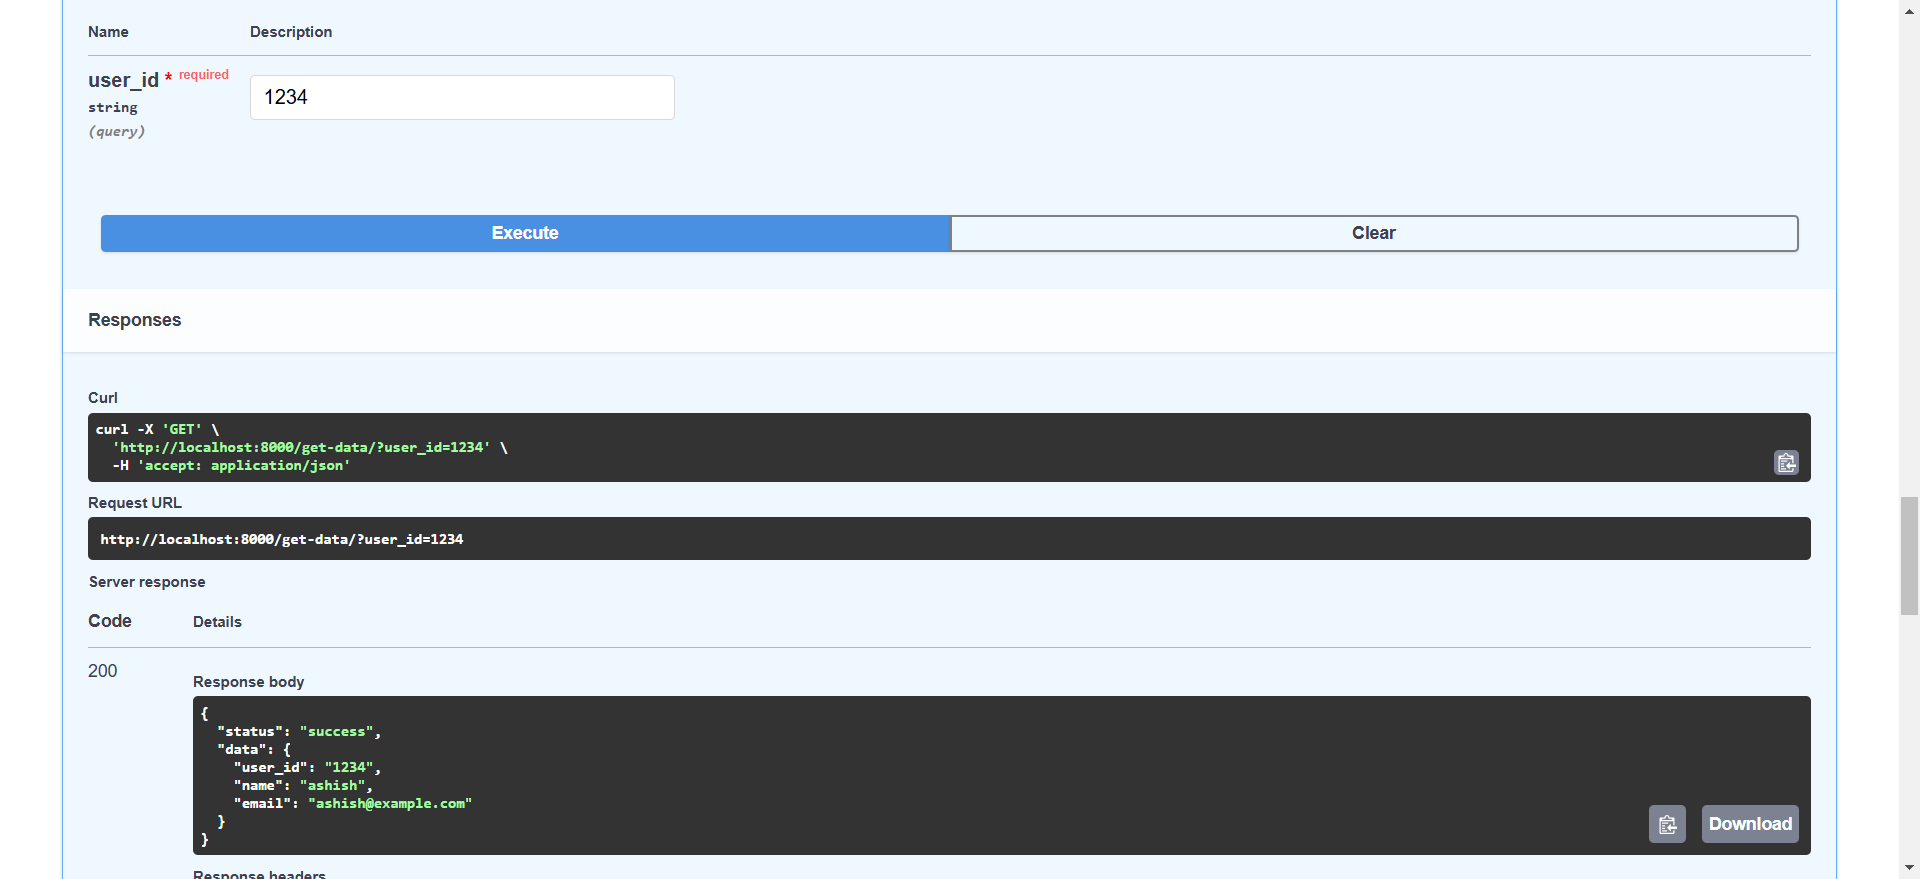 Name Description
user_id * required
1234
string
(query)
Execute Clear
Responses
Curl
curl -X 'GET' \
  'http://localhost:8000/get-data/?user_id=1234' \
  -H 'accept: application/json'
Request URL
http://localhost:8000/get-data/?user_id=1234
Server response
Code Details
200
Response body
{
  "status": "success",
  "data": {
    "user_id": "1234",
    "name": "ashish",
    "email": "ashish@example.com"
  }
}
Download
Response headers